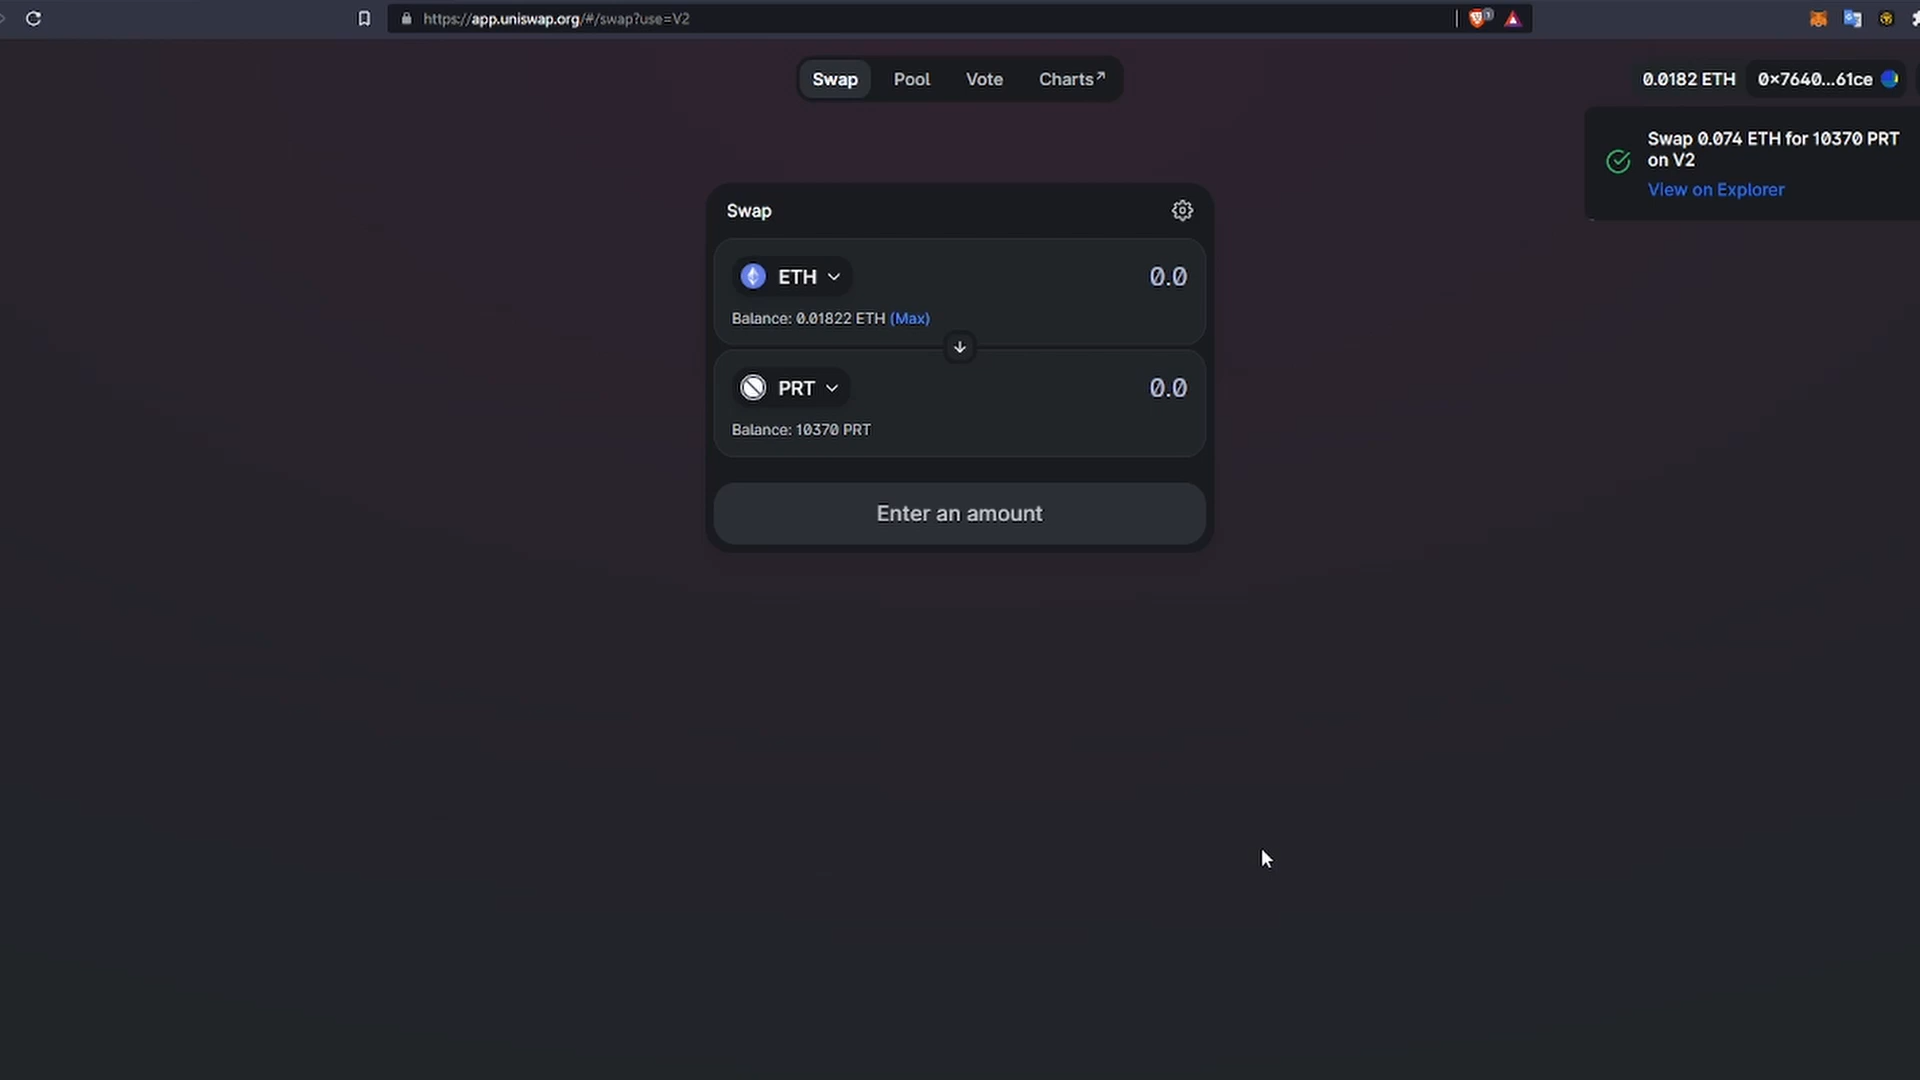 https://app.uniswap.org/#/swap?use=V2
1
Swap Pool Vote Charts↗
0.0182 ETH 0×7640...61ce
Swap 0.074 ETH for 10370 PRT
on V2
View on Explorer
Swap
ETH 0.0
Balance: 0.01822 ETH (Max)
PRT 0.0
Balance: 10370 PRT
Enter an amount